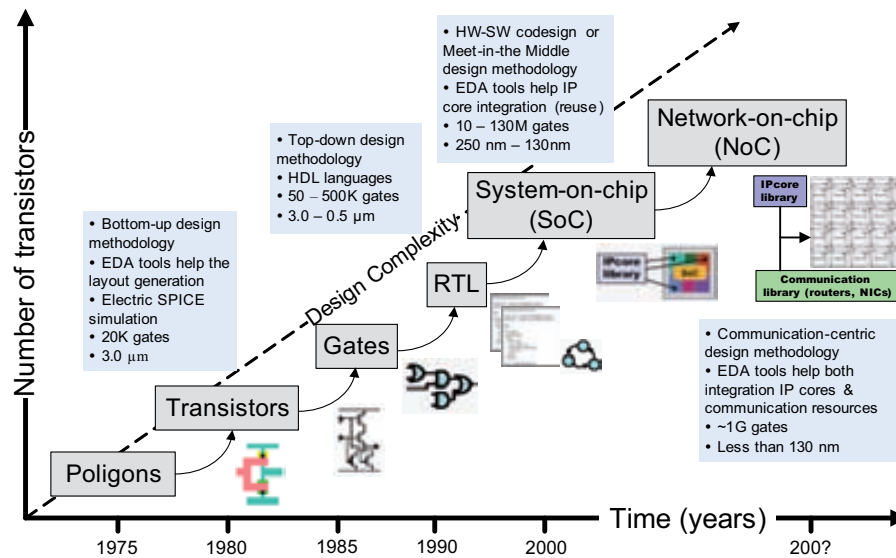 Number of transistors
• HW-SW codesign or
Meet-in-the Middle
design methodology
• EDA tools help IP
core integration (reuse)
• 10 – 130M gates
• 250 nm – 130nm
• Top-down design
methodology
• HDL languages
• 50 – 500K gates
• 3.0 – 0.5 µm
• Bottom-up design
methodology
• EDA tools help the
layout generation
• Electric SPICE
simulation
• 20K gates
• 3.0 µm
Design Complexity
Network-on-chip
(NoC)
System-on-chip
(SoC)
RTL
Gates
Transistors
Poligons
IPcore
library
SoC
IPcore
library
Communication
library (routers, NICs)
• Communication-centric
design methodology
• EDA tools help both
integration IP cores &
communication resources
• ~1G gates
• Less than 130 nm
Time (years)
1975
1980
1985
1990
2000
200?